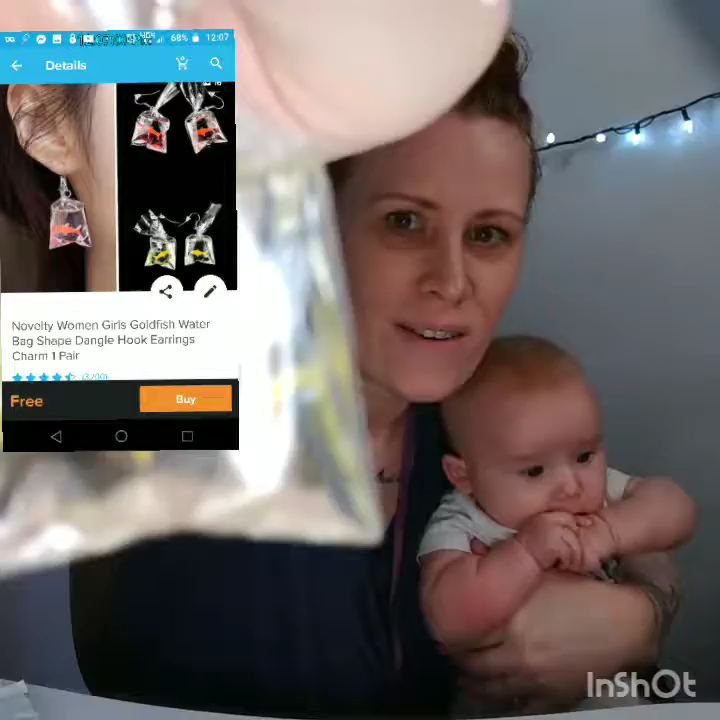 68% 12:07
Details
Novelty Women Girls Goldfish Water
Bag Shape Dangle Hook Earrings
Charm 1 Pair
Free
Buy
InShOt